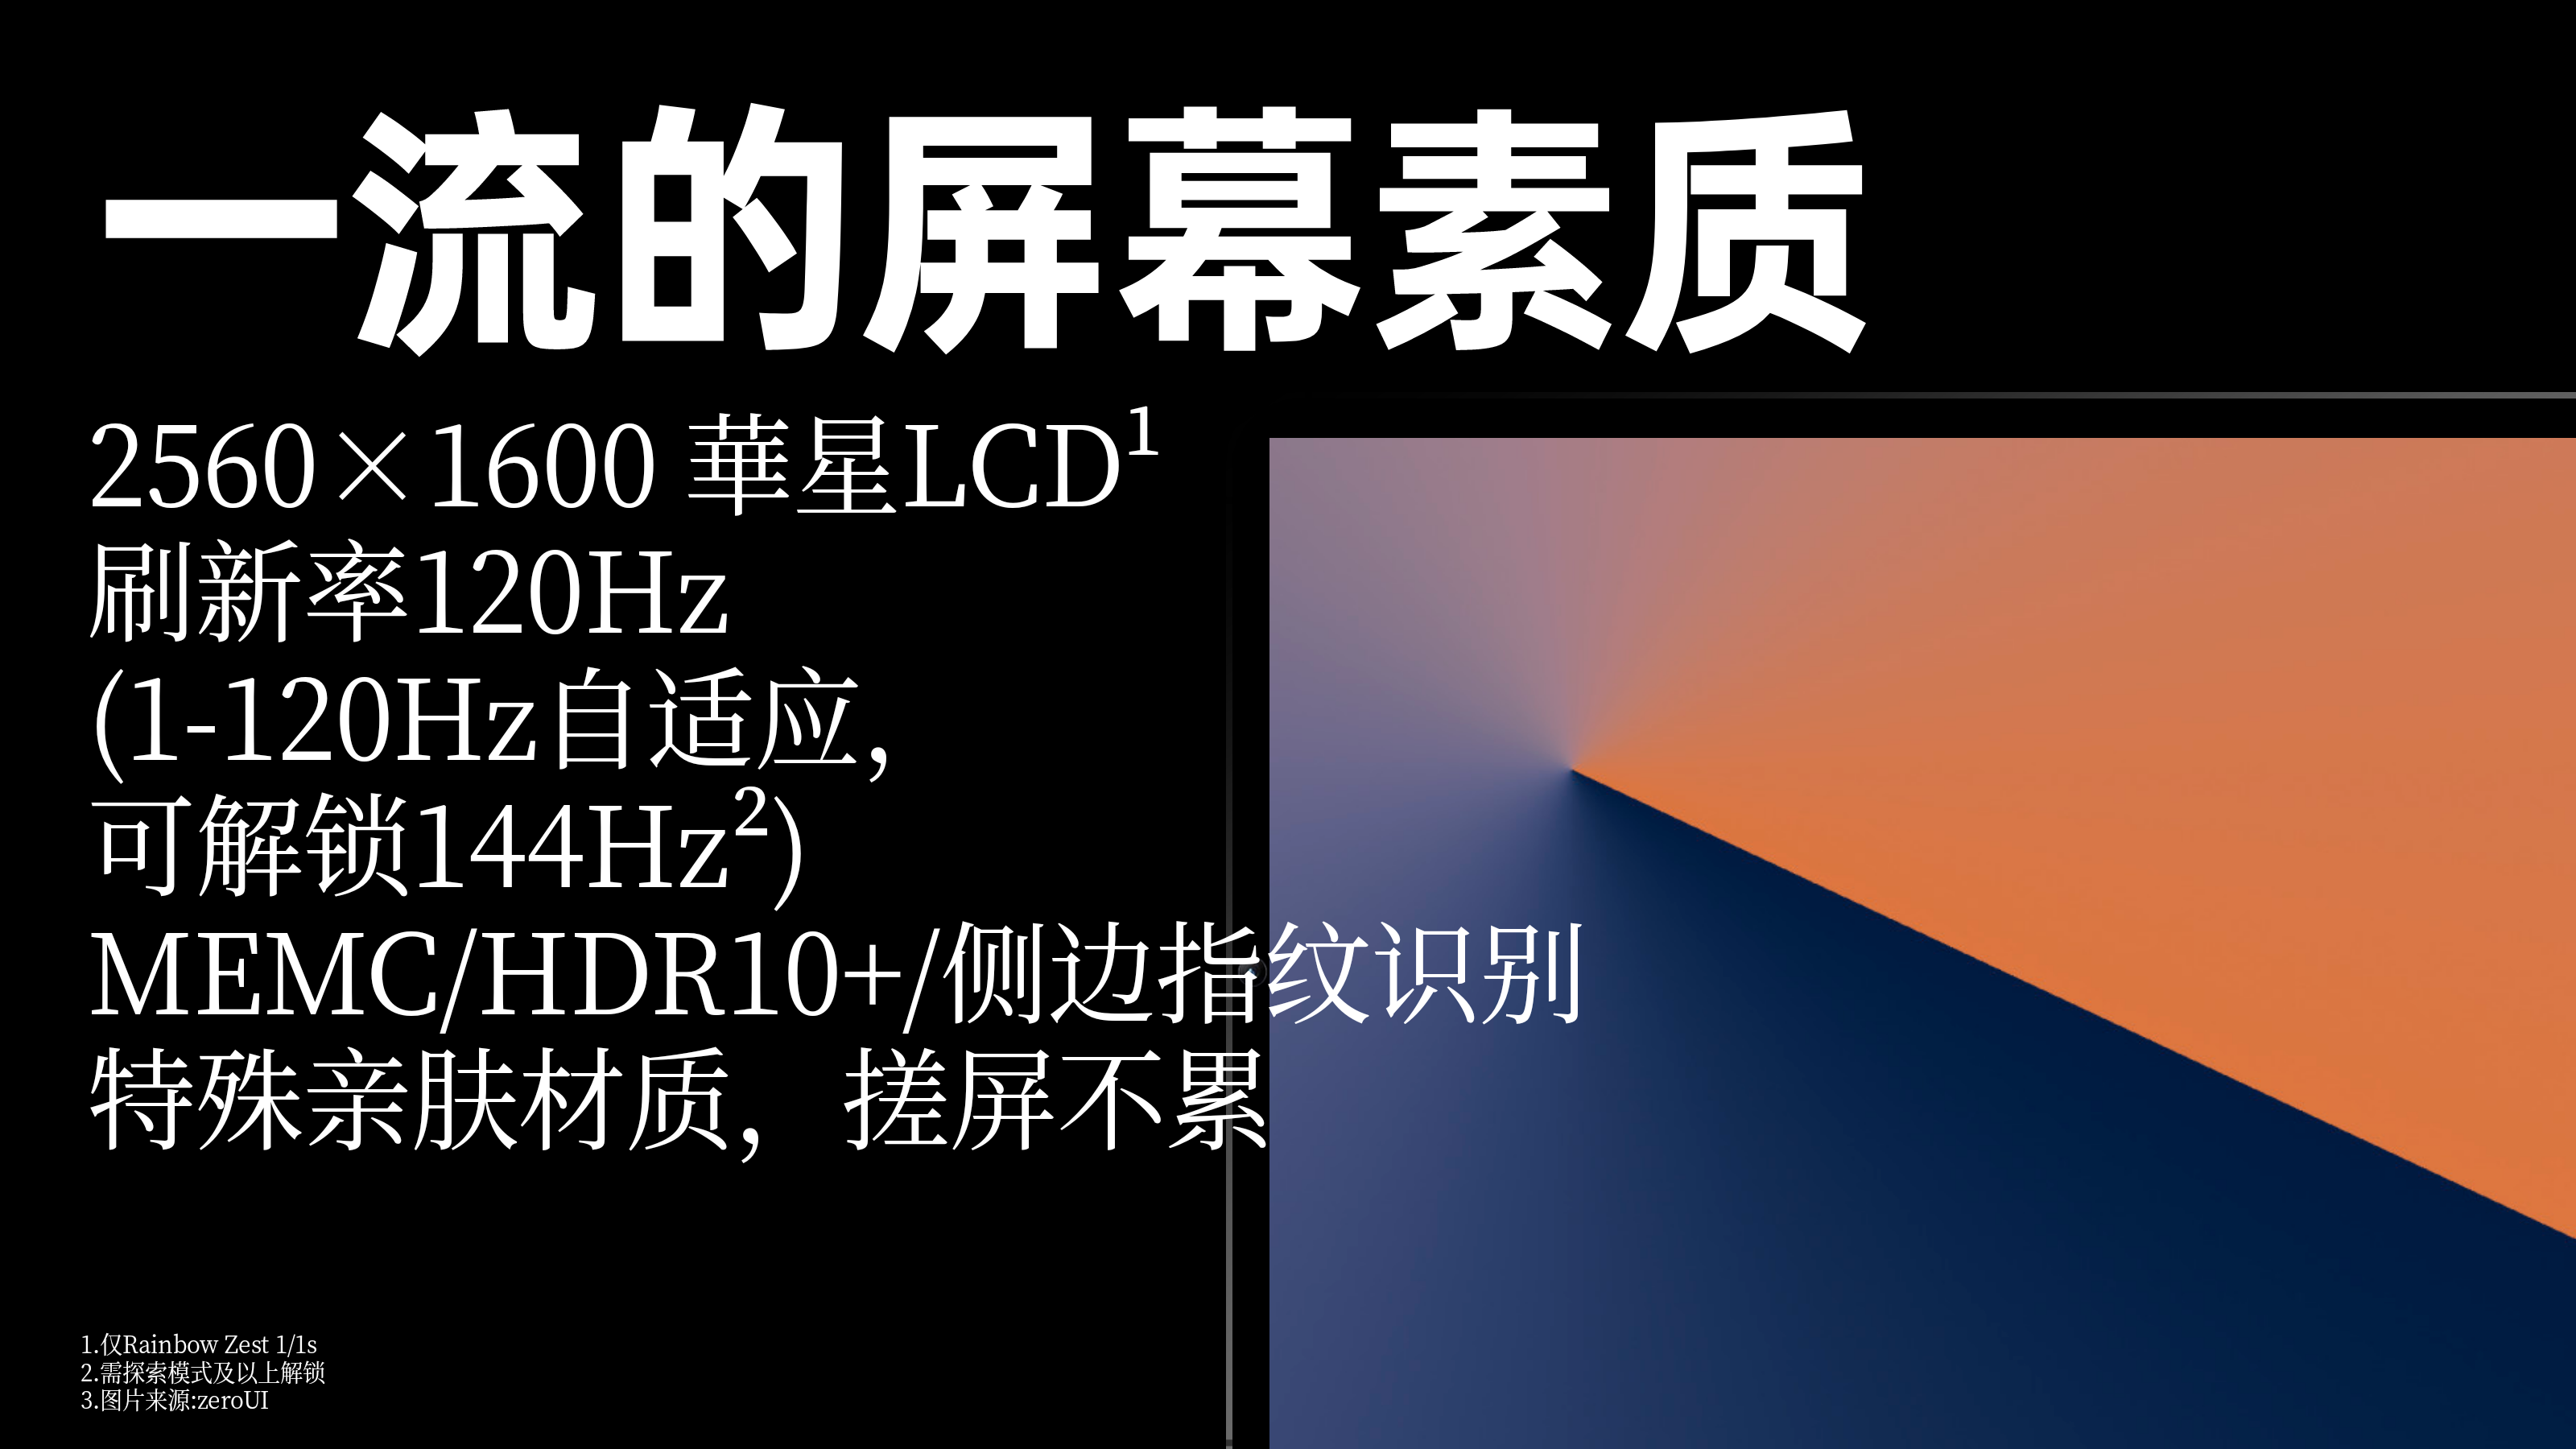 一流的屏幕素质
2560×1600 華星LCD¹
刷新率120Hz
(1-120Hz自适应，
可解锁144Hz²)
MEMC/HDR10+/侧边指纹识别
特殊亲肤材质，搓屏不累
1.仅Rainbow Zest 1/1s
2.需探索模式及以上解锁
3.图片来源:zeroUI